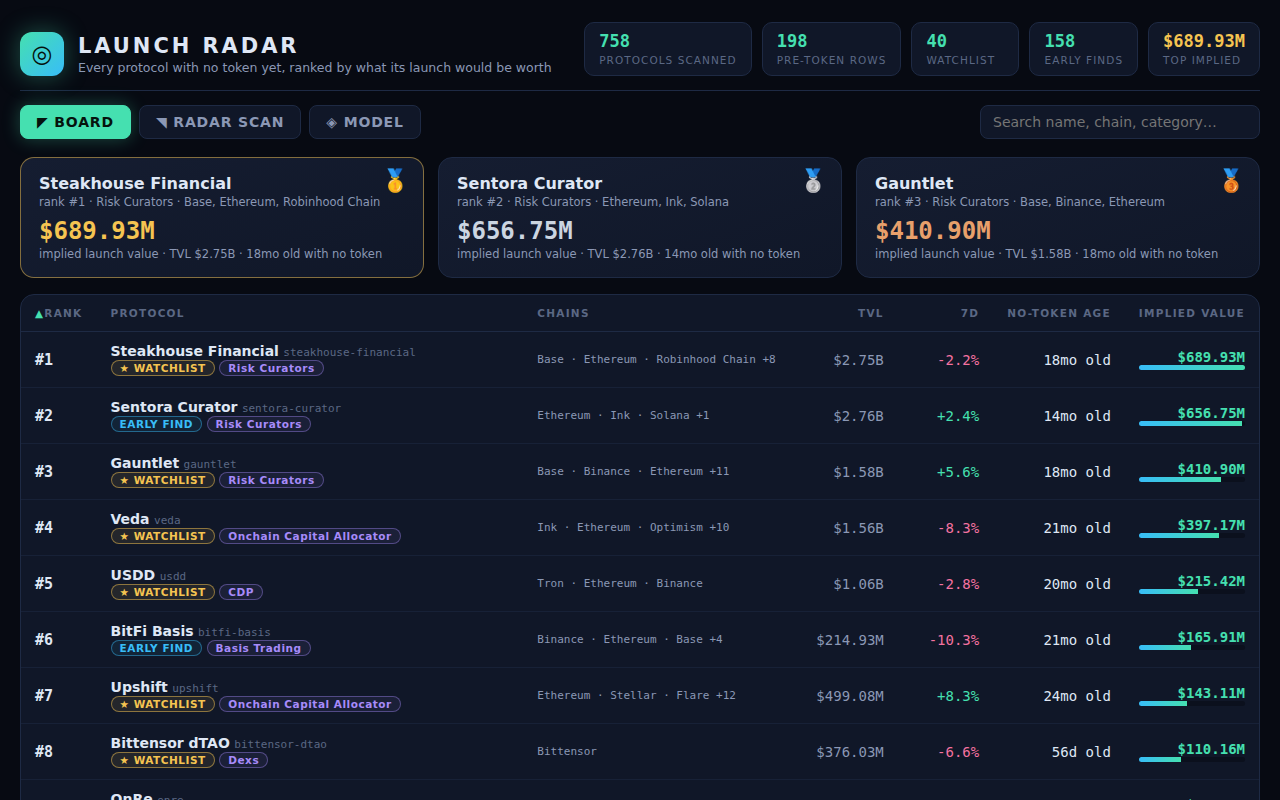 LAUNCH RADAR
Every protocol with no token yet, ranked by what its launch would be worth
758
PROTOCOLS SCANNED
198
PRE-TOKEN ROWS
40
WATCHLIST
158
EARLY FINDS
$689.93M
TOP IMPLIED
◤ BOARD
◥ RADAR SCAN
◈ MODEL
Search name, chain, category…
Steakhouse Financial
rank #1 · Risk Curators · Base, Ethereum, Robinhood Chain
$689.93M
implied launch value · TVL $2.75B · 18mo old with no token
Sentora Curator
rank #2 · Risk Curators · Ethereum, Ink, Solana
$656.75M
implied launch value · TVL $2.76B · 14mo old with no token
Gauntlet
rank #3 · Risk Curators · Base, Binance, Ethereum
$410.90M
implied launch value · TVL $1.58B · 18mo old with no token
▲RANK PROTOCOL CHAINS TVL 7D NO-TOKEN AGE IMPLIED VALUE
#1 Steakhouse Financial steakhouse-financial Base · Ethereum · Robinhood Chain +8 $2.75B -2.2% 18mo old $689.93M
★ WATCHLIST Risk Curators
#2 Sentora Curator sentora-curator Ethereum · Ink · Solana +1 $2.76B +2.4% 14mo old $656.75M
EARLY FIND Risk Curators
#3 Gauntlet gauntlet Base · Binance · Ethereum +11 $1.58B +5.6% 18mo old $410.90M
★ WATCHLIST Risk Curators
#4 Veda veda Ink · Ethereum · Optimism +10 $1.56B -8.3% 21mo old $397.17M
★ WATCHLIST Onchain Capital Allocator
#5 USDD usdd Tron · Ethereum · Binance $1.06B -2.8% 20mo old $215.42M
★ WATCHLIST CDP
#6 BitFi Basis bitfi-basis Binance · Ethereum · Base +4 $214.93M -10.3% 21mo old $165.91M
EARLY FIND Basis Trading
#7 Upshift upshift Ethereum · Stellar · Flare +12 $499.08M +8.3% 24mo old $143.11M
★ WATCHLIST Onchain Capital Allocator
#8 Bittensor dTAO bittensor-dtao Bittensor $376.03M -6.6% 56d old $110.16M
★ WATCHLIST Dexs
OnRe onre